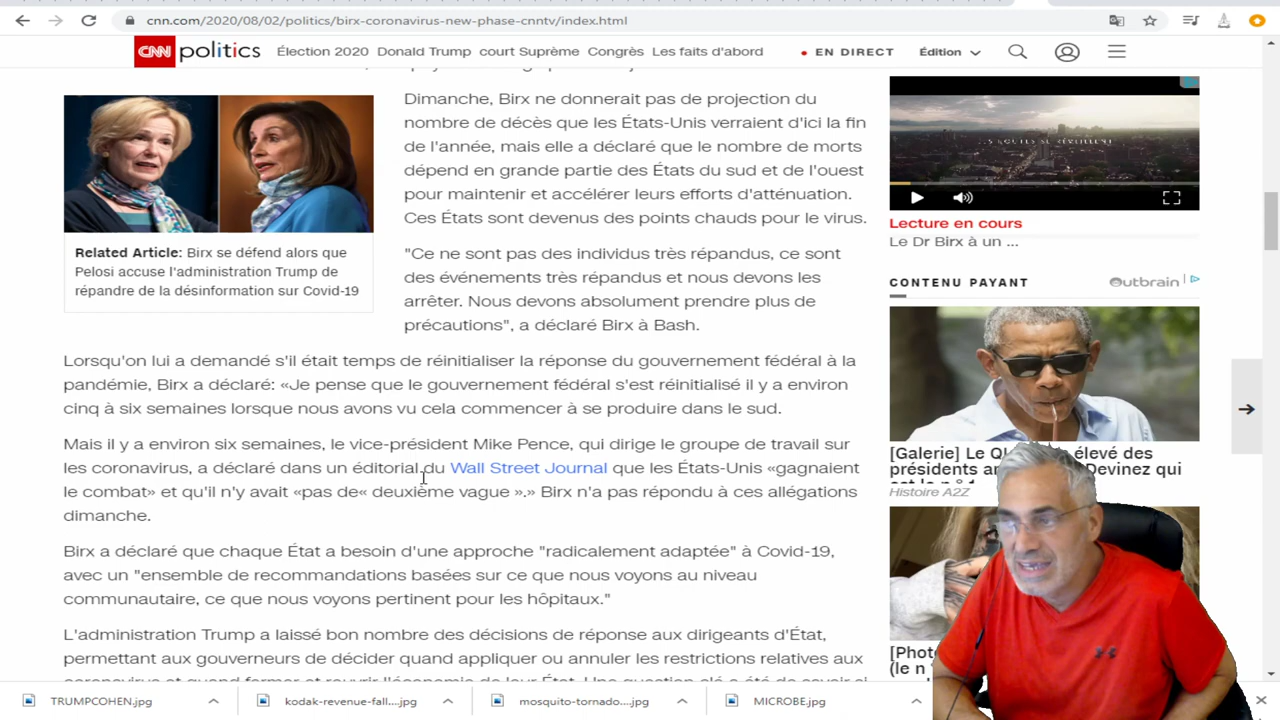 cnn.com/2020/08/02/politics/birx-coronavirus-new-phase-cnntv/index.html
CNN politics Élection 2020 Donald Trump court Suprême Congrès Les faits d'abord • EN DIRECT Édition
Dimanche, Birx ne donnerait pas de projection du
nombre de décès que les États-Unis verraient d'ici la fin
de l'année, mais elle a déclaré que le nombre de morts
dépend en grande partie des États du sud et de l'ouest
pour maintenir et accélérer leurs efforts d'atténuation.
Ces États sont devenus des points chauds pour le virus.
Related Article: Birx se défend alors que
Pelosi accuse l'administration Trump de
répandre de la désinformation sur Covid-19
"Ce ne sont pas des individus très répandus, ce sont
des événements très répandus et nous devons les
arrêter. Nous devons absolument prendre plus de
précautions", a déclaré Birx à Bash.
Lorsqu'on lui a demandé s'il était temps de réinitialiser la réponse du gouvernement fédéral à la
pandémie, Birx a déclaré: «Je pense que le gouvernement fédéral s'est réinitialisé il y a environ
cinq à six semaines lorsque nous avons vu cela commencer à se produire dans le sud.
Mais il y a environ six semaines, le vice-président Mike Pence, qui dirige le groupe de travail sur
les coronavirus, a déclaré dans un éditorial du Wall Street Journal que les États-Unis «gagnaient
le combat» et qu'il n'y avait «pas de« deuxième vague ».» Birx n'a pas répondu à ces allégations
dimanche.
Birx a déclaré que chaque État a besoin d'une approche "radicalement adaptée" à Covid-19,
avec un "ensemble de recommandations basées sur ce que nous voyons au niveau
communautaire, ce que nous voyons pertinent pour les hôpitaux."
L'administration Trump a laissé bon nombre des décisions de réponse aux dirigeants d'État,
permettant aux gouverneurs de décider quand appliquer ou annuler les restrictions relatives aux
Lecture en cours
Le Dr Birx à un ...
CONTENU PAYANT
Outbrain
[Galerie] Le élevé des
présidents Devinez qui
Histoire A2Z
[Photo
(le n
TRUMPCOHEN.jpg
kodak-revenue-fall....jpg
mosquito-tornado....jpg
MICROBE.jpg